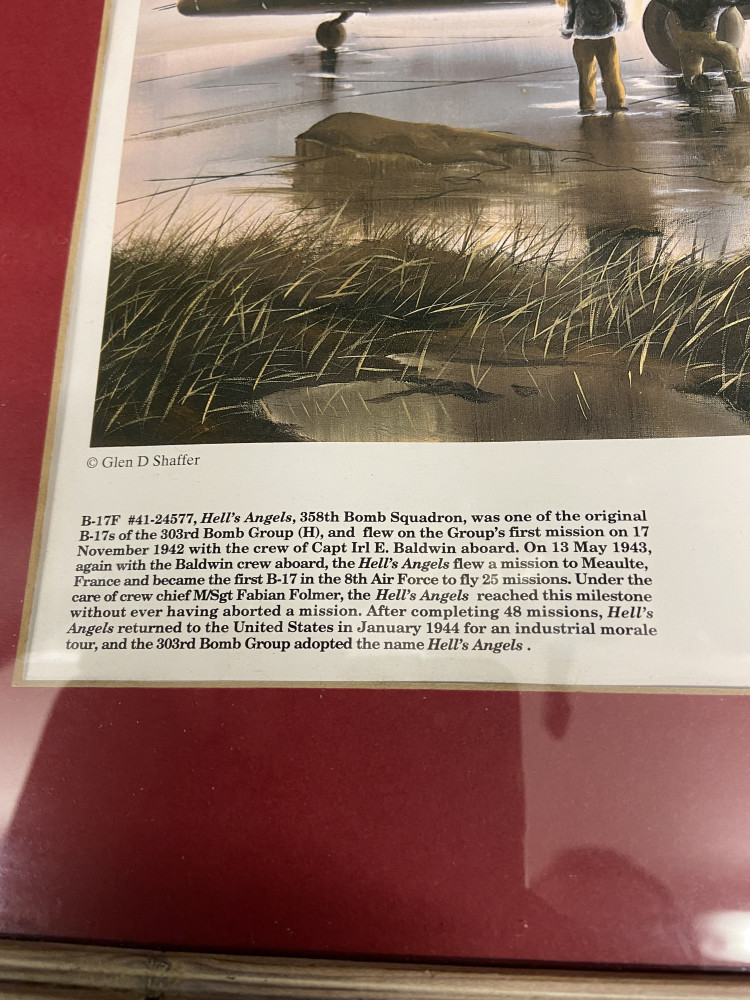 © Glen D Shaffer
B-17F #41-24577, Hell's Angels, 358th Bomb Squadron, was one of the original
B-17s of the 303rd Bomb Group (H), and flew on the Group's first mission on 17
November 1942 with the crew of Capt Irl E. Baldwin aboard. On 13 May 1943,
again with the Baldwin crew aboard, the Hell's Angels flew a mission to Meaulte,
France and became the first B-17 in the 8th Air Force to fly 25 missions. Under the
care of crew chief M/Sgt Fabian Folmer, the Hell's Angels reached this milestone
without ever having aborted a mission. After completing 48 missions, Hell's
Angels returned to the United States in January 1944 for an industrial morale
tour, and the 303rd Bomb Group adopted the name Hell's Angels .